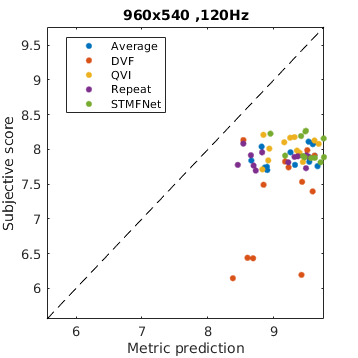 960x540 ,120Hz
Average
DVF
QVI
Repeat
STMFNet
Subjective score
9.5
9
8.5
8
7.5
7
6.5
6
6 7 8 9
Metric prediction